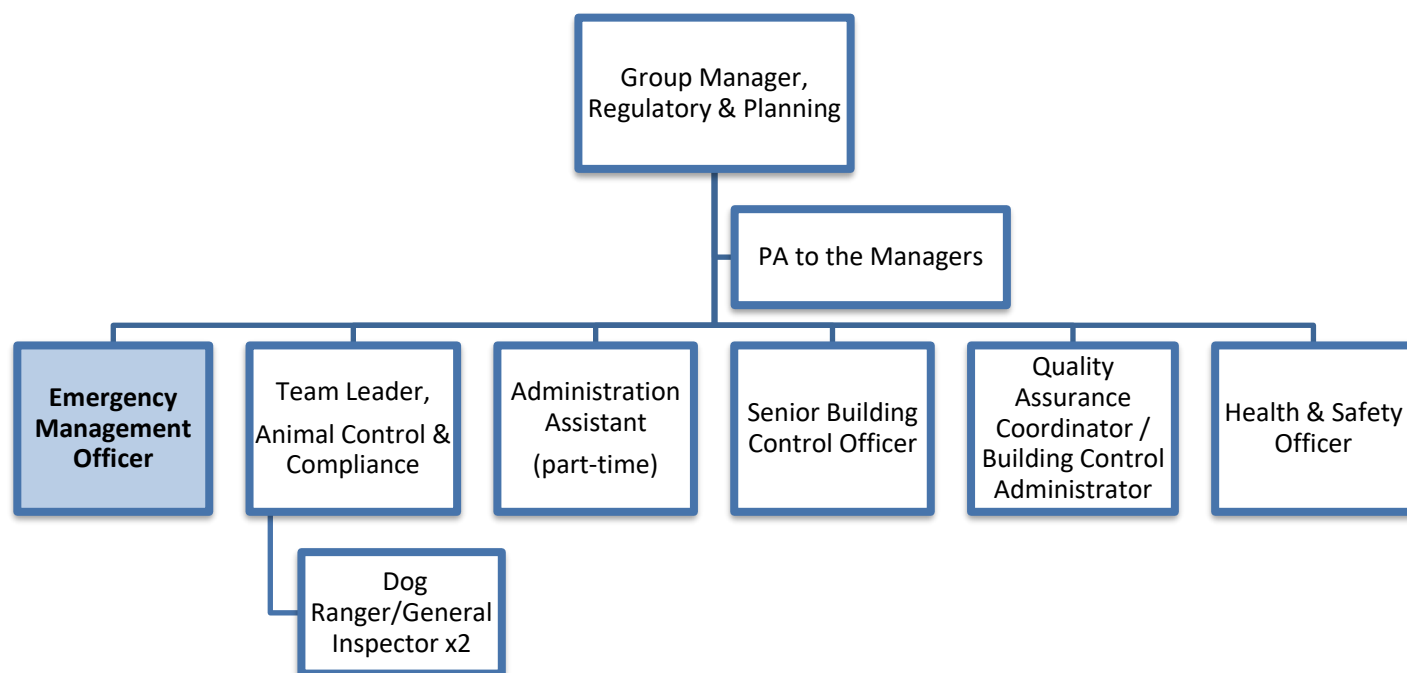 Group Manager,
Regulatory & Planning
PA to the Managers
Emergency
Management
Officer
Team Leader,
Animal Control &
Compliance
Administration
Assistant
(part-time)
Senior Building
Control Officer
Quality
Assurance
Coordinator /
Building Control
Administrator
Health & Safety
Officer
Dog
Ranger/General
Inspector x2